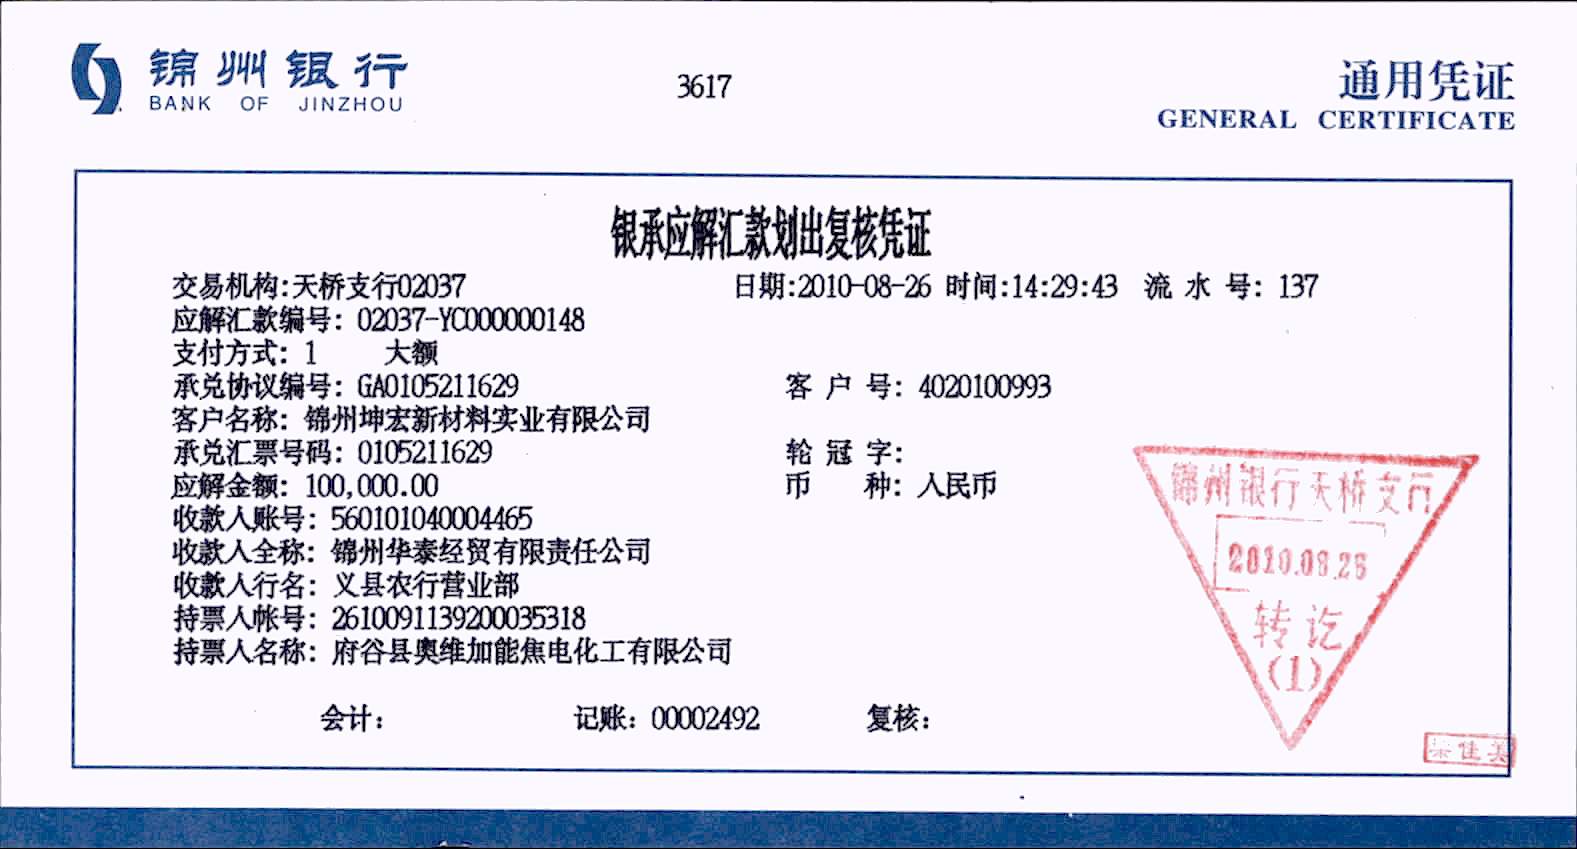 锦州银行
BANK OF JINZHOU
3617
通用凭证
GENERAL CERTIFICATE
银承应解汇款划出复核凭证
交易机构:天桥支行02037 日期:2010-08-26 时间:14:29:43 流水号: 137
应解汇款编号: 02037-YC000000148
支付方式: 1 大额
承兑协议编号: GA0105211629 客户号: 4020100993
客户名称: 锦州坤宏新材料实业有限公司
承兑汇票号码: 0105211629 轮冠字:
应解金额: 100,000.00 币种: 人民币
收款人账号: 560101040004465
收款人全称: 锦州华泰经贸有限责任公司
收款人行名: 义县农行营业部
持票人帐号: 2610091139200035318
持票人名称: 府谷县奥维加能焦电化工有限公司
会计: 记账: 00002492 复核:
锦州银行天桥支行
2010.08.26
转讫
(1)
佳美